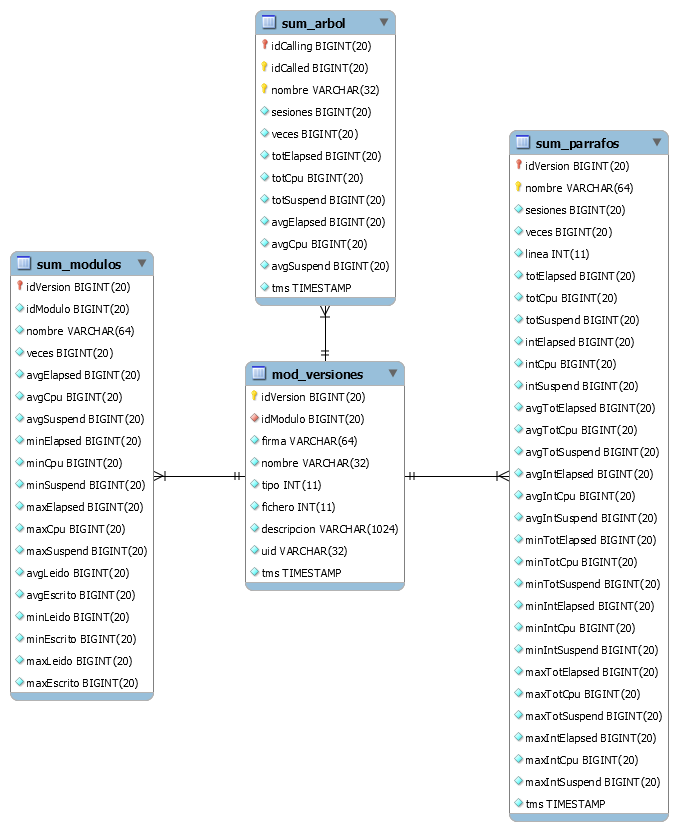 sum_arbol
idCalling BIGINT(20)
idCalled BIGINT(20)
nombre VARCHAR(32)
sesiones BIGINT(20)
veces BIGINT(20)
totElapsed BIGINT(20)
totCpu BIGINT(20)
totSuspend BIGINT(20)
avgElapsed BIGINT(20)
avgCpu BIGINT(20)
avgSuspend BIGINT(20)
tms TIMESTAMP
sum_modulos
idVersion BIGINT(20)
idModulo BIGINT(20)
nombre VARCHAR(64)
veces BIGINT(20)
avgElapsed BIGINT(20)
avgCpu BIGINT(20)
avgSuspend BIGINT(20)
minElapsed BIGINT(20)
minCpu BIGINT(20)
minSuspend BIGINT(20)
maxElapsed BIGINT(20)
maxCpu BIGINT(20)
maxSuspend BIGINT(20)
avgLeido BIGINT(20)
avgEscrito BIGINT(20)
minLeido BIGINT(20)
minEscrito BIGINT(20)
maxLeido BIGINT(20)
maxEscrito BIGINT(20)
mod_versiones
idVersion BIGINT(20)
idModulo BIGINT(20)
firma VARCHAR(64)
nombre VARCHAR(32)
tipo INT(11)
fichero INT(11)
descripcion VARCHAR(1024)
uid VARCHAR(32)
tms TIMESTAMP
sum_parrafos
idVersion BIGINT(20)
nombre VARCHAR(64)
sesiones BIGINT(20)
veces BIGINT(20)
linea INT(11)
totElapsed BIGINT(20)
totCpu BIGINT(20)
totSuspend BIGINT(20)
intElapsed BIGINT(20)
intCpu BIGINT(20)
intSuspend BIGINT(20)
avgTotElapsed BIGINT(20)
avgTotCpu BIGINT(20)
avgTotSuspend BIGINT(20)
avgIntElapsed BIGINT(20)
avgIntCpu BIGINT(20)
avgIntSuspend BIGINT(20)
minTotElapsed BIGINT(20)
minTotCpu BIGINT(20)
minTotSuspend BIGINT(20)
minIntElapsed BIGINT(20)
minIntCpu BIGINT(20)
minIntSuspend BIGINT(20)
maxTotElapsed BIGINT(20)
maxTotCpu BIGINT(20)
maxTotSuspend BIGINT(20)
maxIntElapsed BIGINT(20)
maxIntCpu BIGINT(20)
maxIntSuspend BIGINT(20)
tms TIMESTAMP